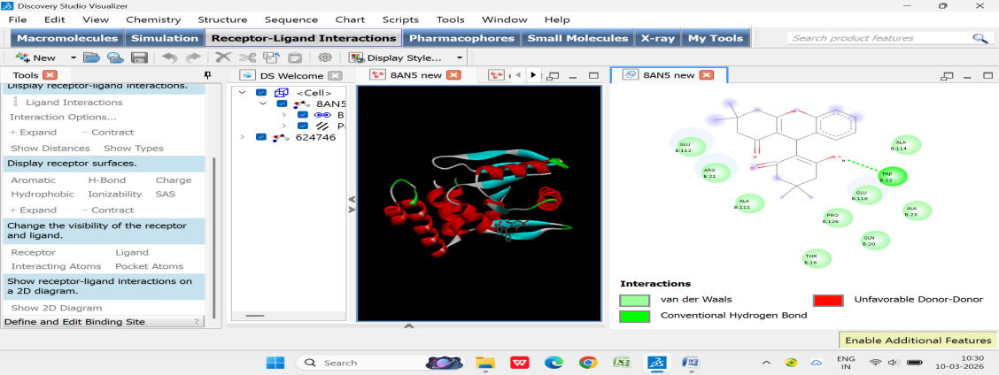 Discovery Studio Visualizer
File Edit View Chemistry Structure Sequence Chart Scripts Tools Window Help
Macromolecules Simulation Receptor-Ligand Interactions Pharmacophores Small Molecules X-ray My Tools Search product features
New Display Style...
Tools
Display receptor-ligand interactions.
Ligand Interactions
Interaction Options...
+ Expand − Contract
Show Distances Show Types
Display receptor surfaces.
Aromatic H-Bond Charge
Hydrophobic Ionizability SAS
+ Expand − Contract
Change the visibility of the receptor
and ligand.
Receptor Ligand
Interacting Atoms Pocket Atoms
Show receptor-ligand interactions on
a 2D diagram.
Show 2D Diagram
Define and Edit Binding Site ?
DS Welcome
8AN5 new
<Cell>
8AN5
B
624746
8AN5 new
O
O
O
O
H
GLU
B:112
ARG
B:21
ALA
B:111
ALA
B:114
TRP
B:22
GLU
B:116
ALA
B:23
PRO
B:126
GLN
B:20
THR
B:16
Interactions
van der Waals
Conventional Hydrogen Bond
Unfavorable Donor-Donor
Enable Additional Features
Search
ENG
IN
10:30
10-03-2026